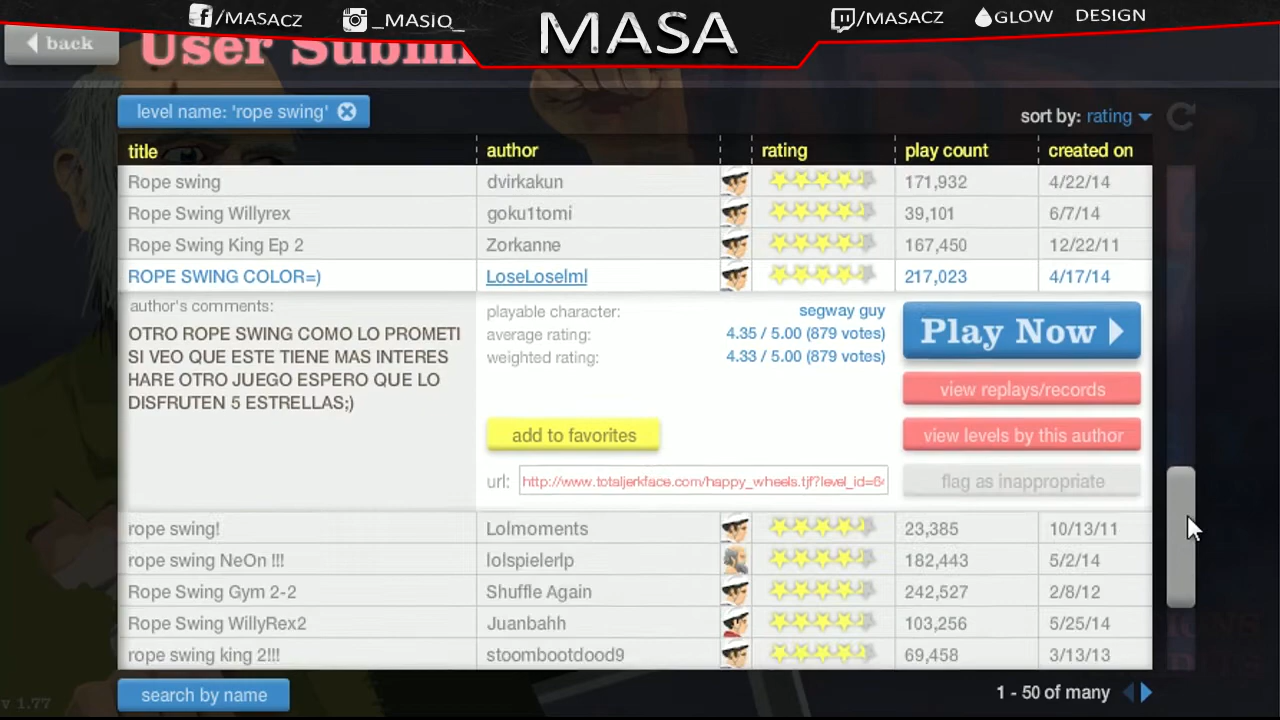 /MASACZ
_MASIO_
MASA
/MASACZ
GLOW DESIGN
back
User Submi
level name: 'rope swing'
sort by: rating
title author rating play count created on
Rope swing dvirkakun 171,932 4/22/14
Rope Swing Willyrex goku1tomi 39,101 6/7/14
Rope Swing King Ep 2 Zorkanne 167,450 12/22/11
ROPE SWING COLOR=) LoseLoselml 217,023 4/17/14
author's comments:
OTRO ROPE SWING COMO LO PROMETI
SI VEO QUE ESTE TIENE MAS INTERES
HARE OTRO JUEGO ESPERO QUE LO
DISFRUTEN 5 ESTRELLAS;)
playable character: segway guy
average rating: 4.35 / 5.00 (879 votes)
weighted rating: 4.33 / 5.00 (879 votes)
add to favorites
url: http://www.totaljerkface.com/happy_wheels.tjf?level_id=6
Play Now
view replays/records
view levels by this author
flag as inappropriate
rope swing! Lolmoments 23,385 10/13/11
rope swing NeOn !!! lolspielerlp 182,443 5/2/14
Rope Swing Gym 2-2 Shuffle Again 242,527 2/8/12
Rope Swing WillyRex2 Juanbahh 103,256 5/25/14
rope swing king 2!!! stoombootdood9 69,458 3/13/13
search by name
1 - 50 of many
v 1.77